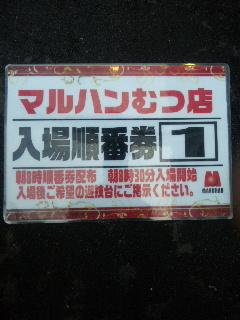 マルハンむつ店
入場順番券 1
朝8時順番券配布 朝8時30分入場開始
入場後ご希望の遊技台にご掲示ください。
MARUHAN